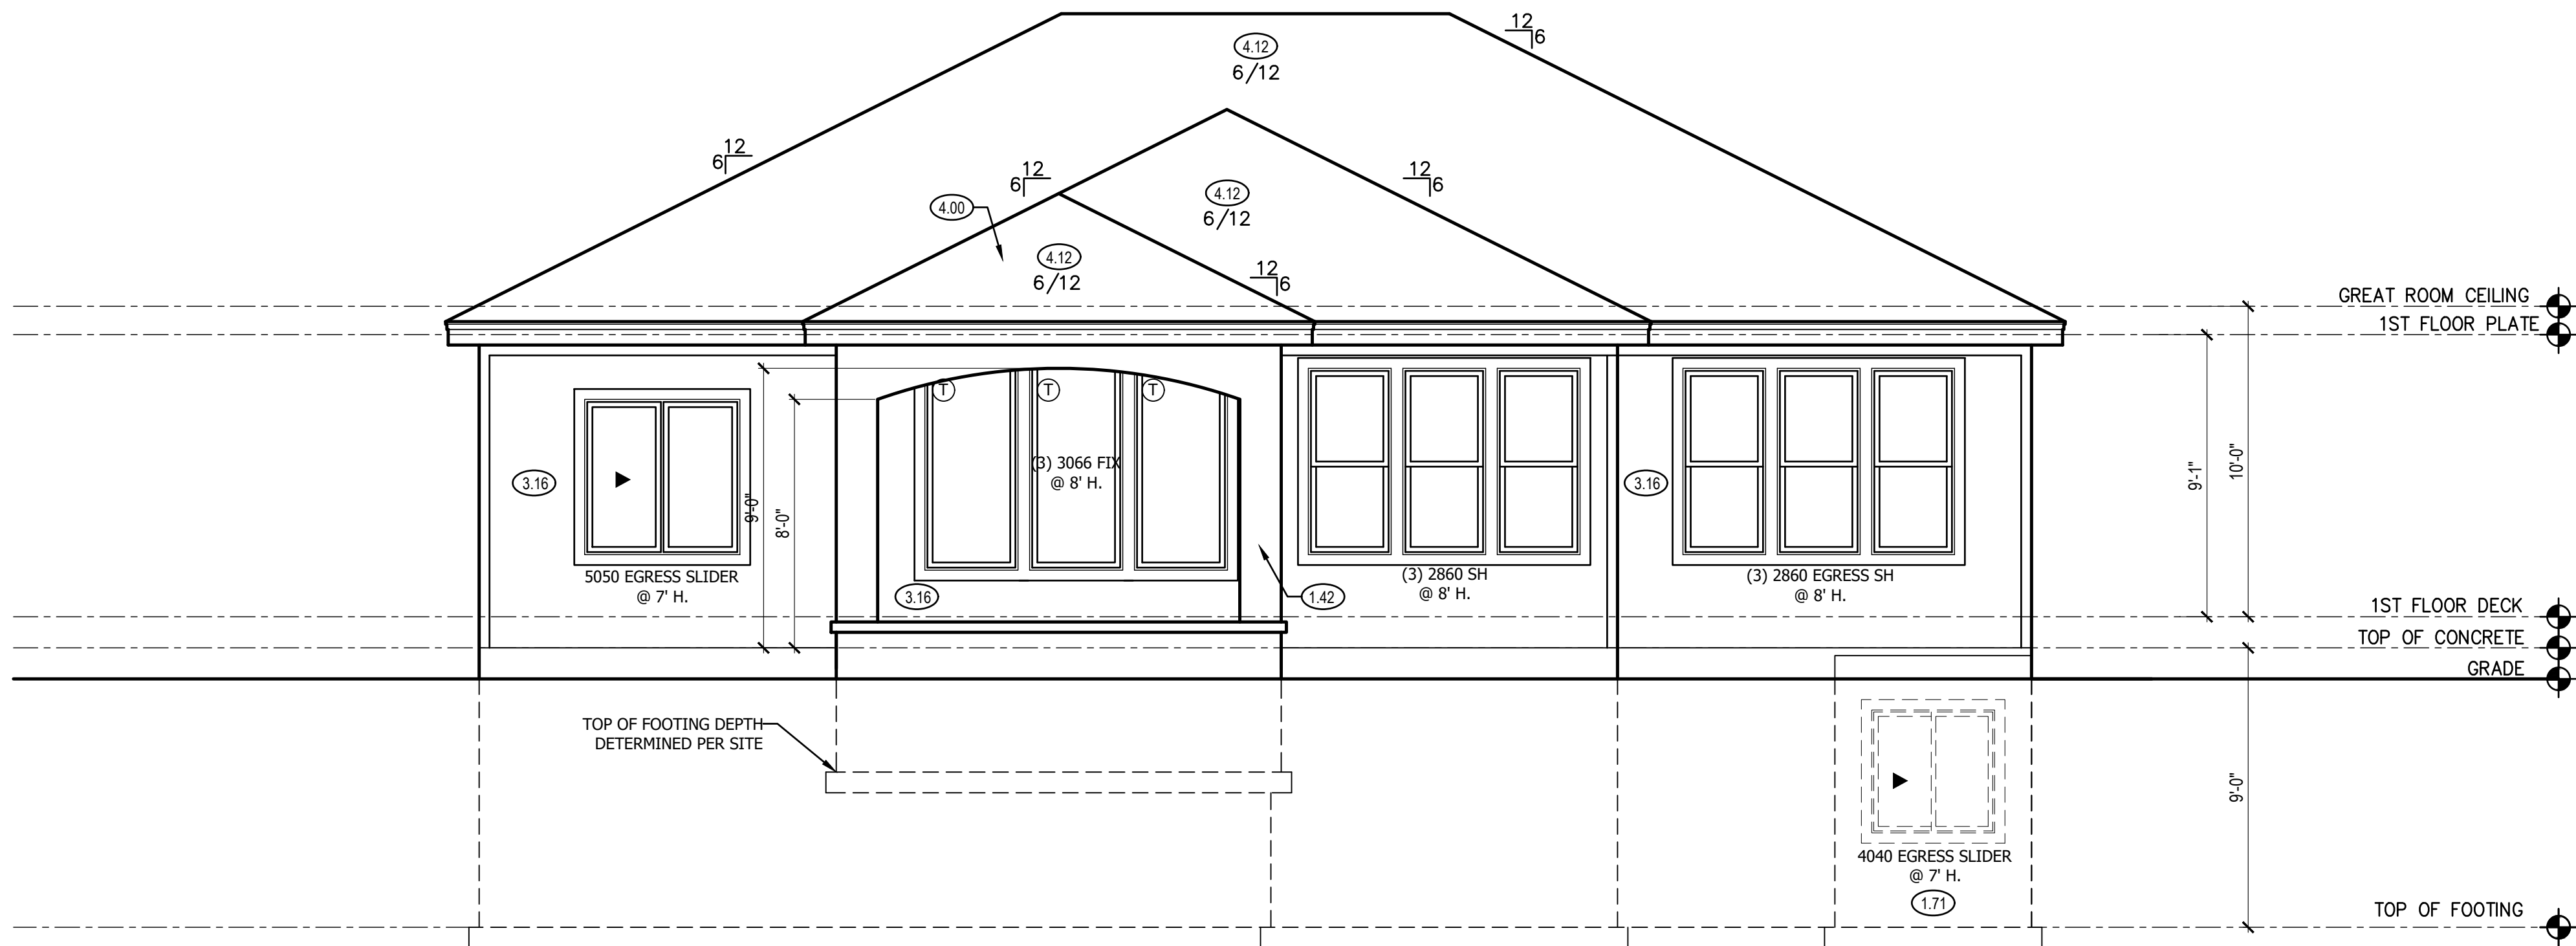 12
6
4.12
6/12
12
6
12
6
12
6
4.00
4.12
6/12
4.12
6/12
12
6
GREAT ROOM CEILING
1ST FLOOR PLATE
T
T
T
(3) 3066 FIX
@ 8' H.
3.16
3.16
9'-0"
8'-0"
9'-1"
10'-0"
5050 EGRESS SLIDER
@ 7' H.
3.16
1.42
(3) 2860 SH
@ 8' H.
(3) 2860 EGRESS SH
@ 8' H.
1ST FLOOR DECK
TOP OF CONCRETE
GRADE
TOP OF FOOTING DEPTH
DETERMINED PER SITE
9'-0"
4040 EGRESS SLIDER
@ 7' H.
1.71
TOP OF FOOTING